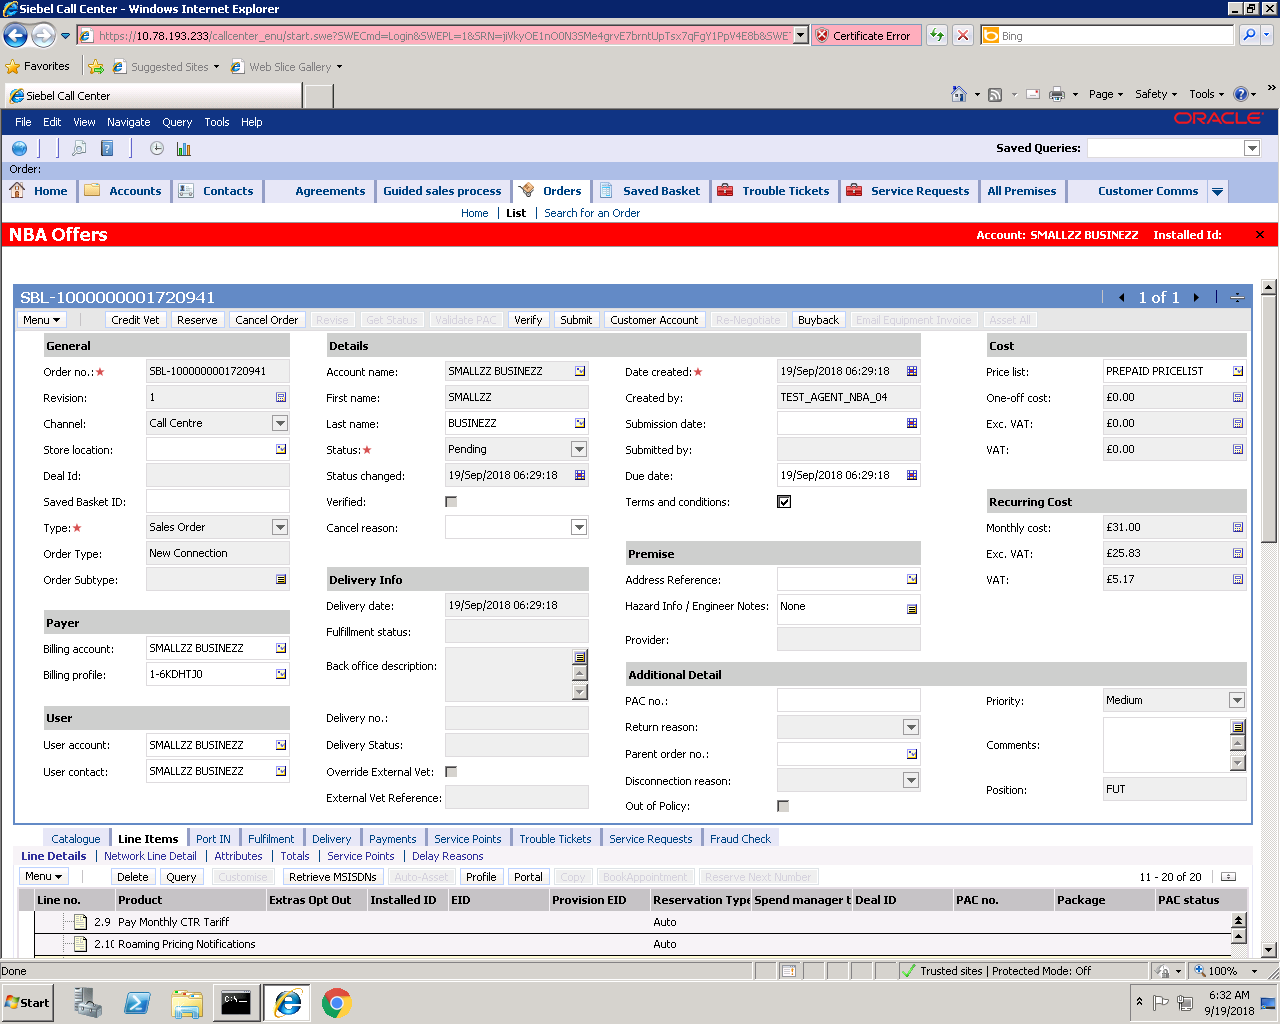 Siebel Call Center - Windows Internet Explorer
https://10.78.193.233/callcenter_enu/start.swe?SWECmd=Login&SWEPL=1&SRN=
Certificate Error
Bing
Favorites
Suggested Sites
Web Slice Gallery
Siebel Call Center
Page
Safety
Tools
File Edit View Navigate Query Tools Help
ORACLE
Saved Queries:
Order:
Home Accounts Contacts Agreements Guided sales process Orders Saved Basket Trouble Tickets Service Requests All Premises Customer Comms
Home | List | Search for an Order
NBA Offers
Account: SMALLZZ BUSINEZZ Installed Id:
SBL-1000000001720941
1 of 1
Menu Credit Vet Reserve Cancel Order Revise Get Status Validate PAC Verify Submit Customer Account Re-Negotiate Buyback Email Equipment Invoice Asset All
General Details Cost
Order no.:★ SBL-1000000001720941 Account name: SMALLZZ BUSINEZZ Date created:★ 19/Sep/2018 06:29:18 Price list: PREPAID PRICELIST
Revision: 1 First name: SMALLZZ Created by: TEST_AGENT_NBA_04 One-off cost: £0.00
Channel: Call Centre Last name: BUSINEZZ Submission date: Exc. VAT: £0.00
Store location: Status:★ Pending Submitted by: VAT: £0.00
Deal Id: Status changed: 19/Sep/2018 06:29:18 Due date: 19/Sep/2018 06:29:18
Saved Basket ID: Verified: Terms and conditions: Recurring Cost
Type:★ Sales Order Cancel reason: Monthly cost: £31.00
Order Type: New Connection Premise Exc. VAT: £25.83
Order Subtype: Delivery Info Address Reference: VAT: £5.17
Delivery date: 19/Sep/2018 06:29:18 Hazard Info / Engineer Notes: None
Payer Fulfillment status: Provider:
Billing account: SMALLZZ BUSINEZZ Back office description:
Billing profile: 1-6KDHTJ0 Additional Detail
PAC no.: Priority: Medium
User Delivery no.: Return reason:
User account: SMALLZZ BUSINEZZ Delivery Status: Parent order no.: Comments:
User contact: SMALLZZ BUSINEZZ Override External Vet: Disconnection reason:
External Vet Reference: Out of Policy: Position: FUT
Catalogue Line Items Port IN Fulfilment Delivery Payments Service Points Trouble Tickets Service Requests Fraud Check
Line Details | Network Line Detail | Attributes | Totals | Service Points | Delay Reasons
Menu Delete Query Customise Retrieve MSISDNs Auto-Asset Profile Portal Copy BookAppointment Reserve Next Number 11 - 20 of 20
Line no. Product Extras Opt Out Installed ID EID Provision EID Reservation Type Spend manager t Deal ID PAC no. Package PAC status
2.9 Pay Monthly CTR Tariff Auto
2.10 Roaming Pricing Notifications Auto
Done
Trusted sites | Protected Mode: Off
100%
Start
6:32 AM
9/19/2018